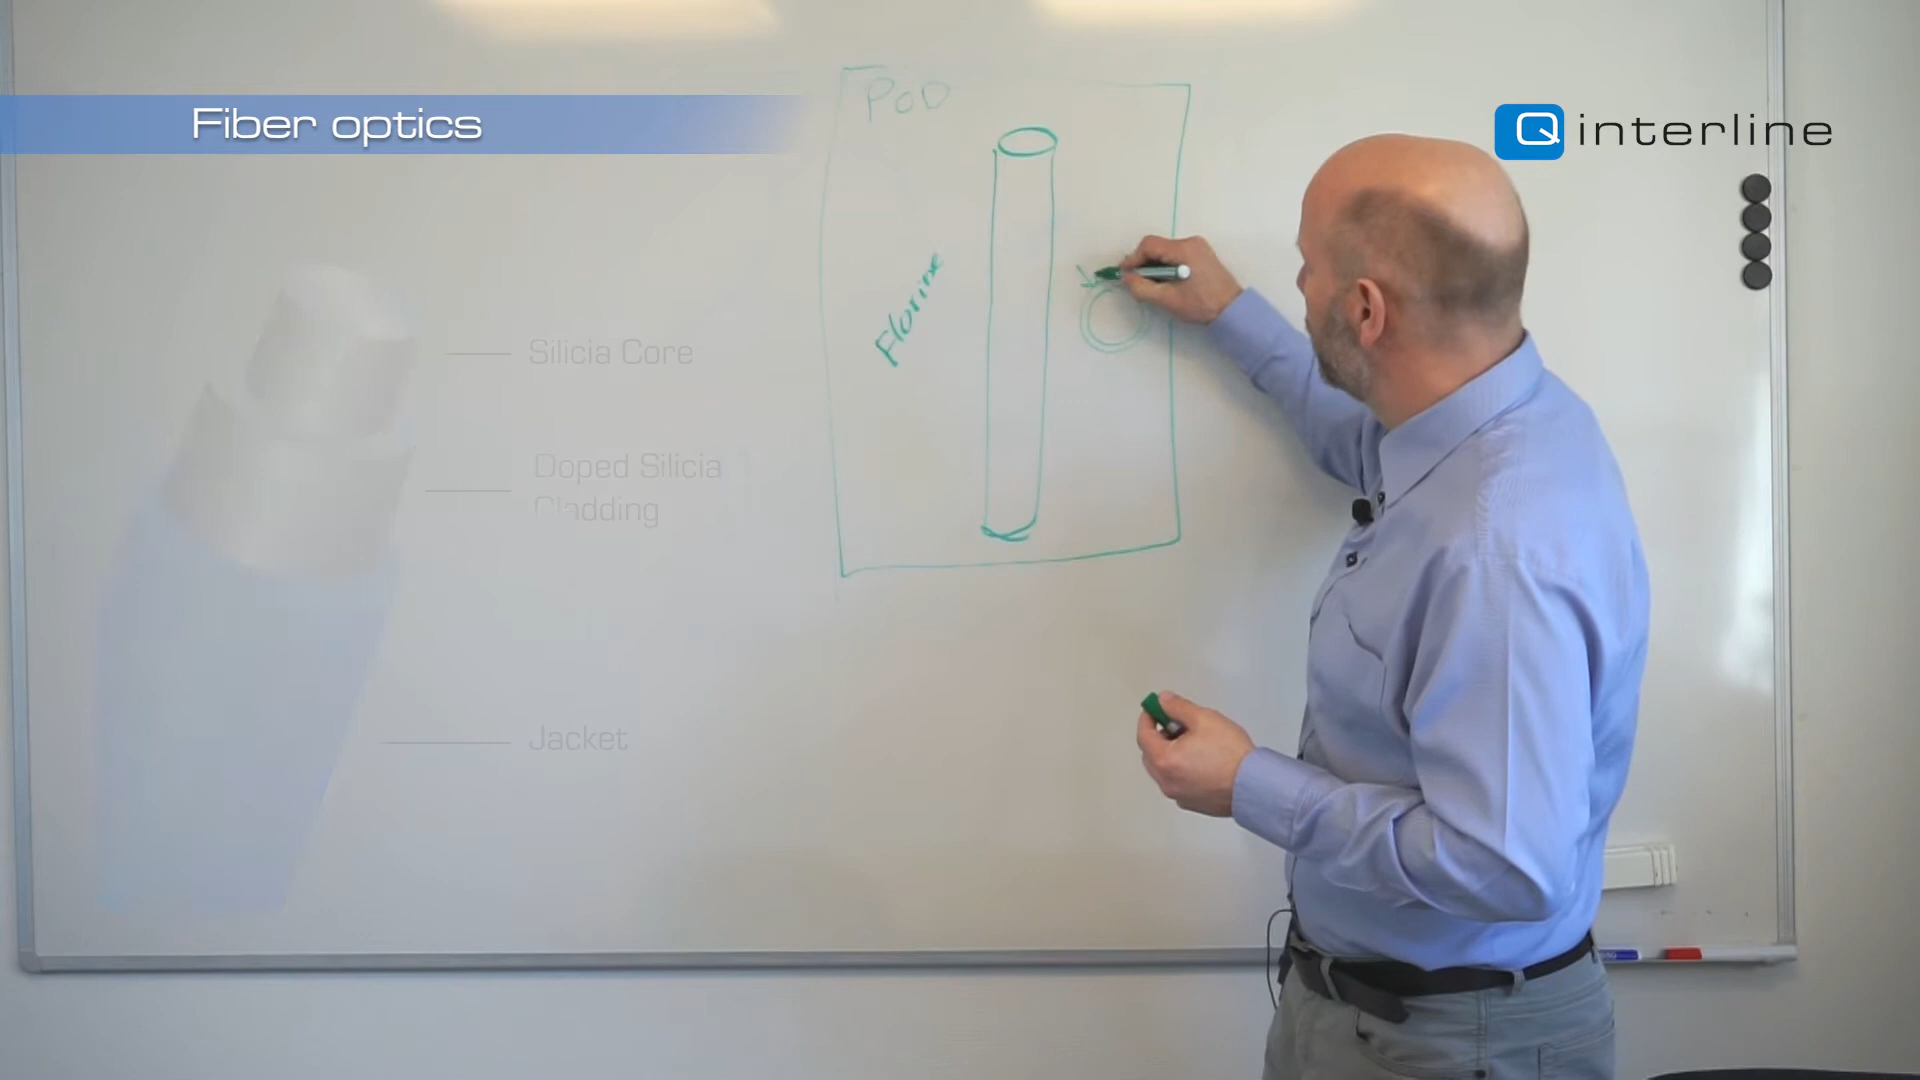 Fiber optics
POD
Q interline
Florine
Silicia Core
Doped Silicia
Cladding
Jacket